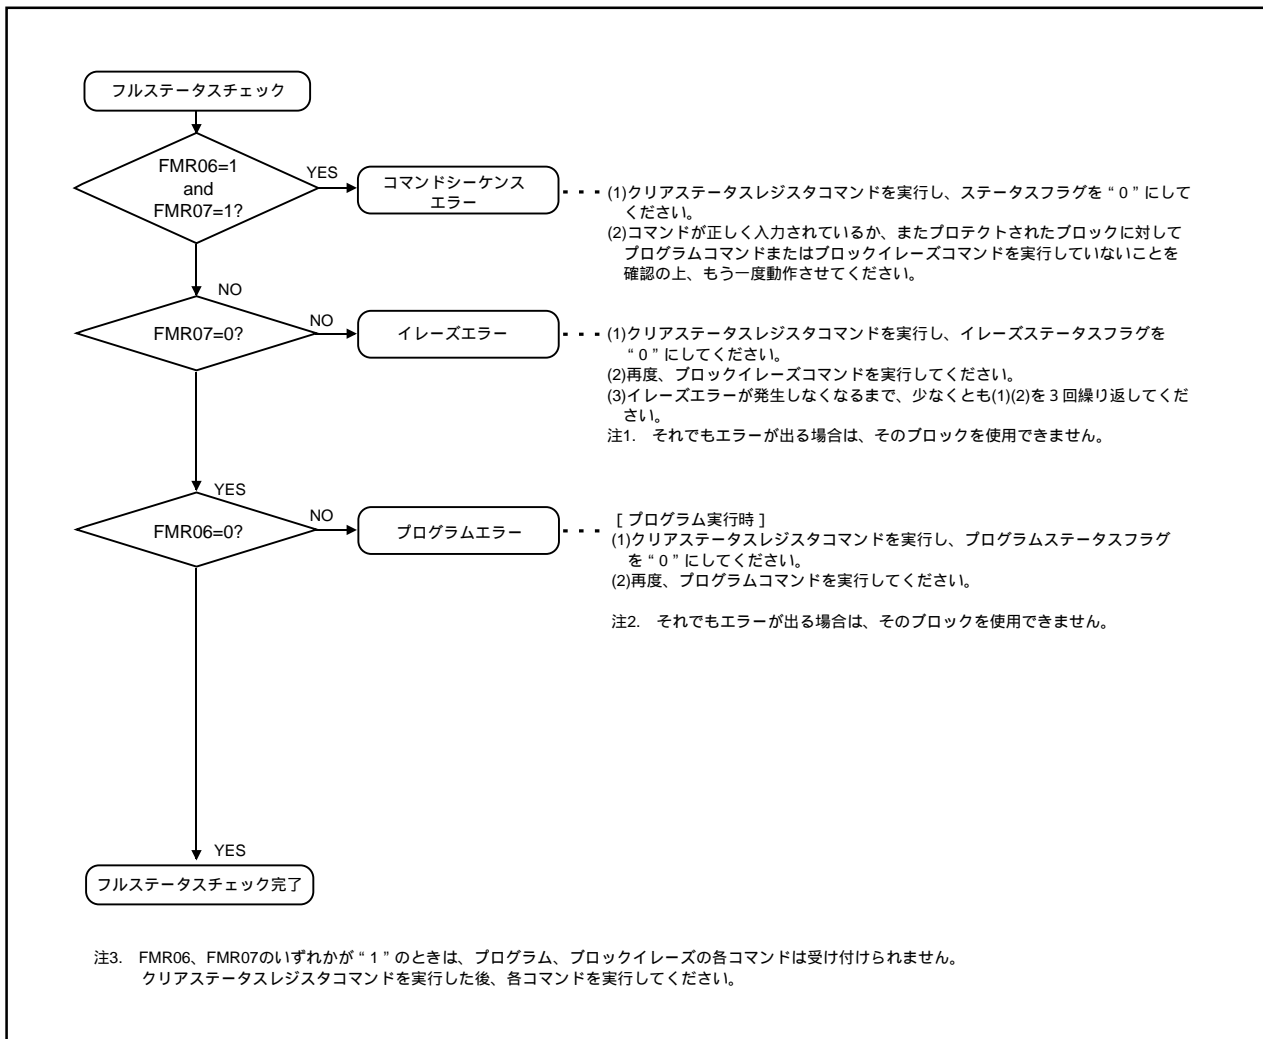 フルステータスチェック
FMR06=1
and
FMR07=1?
YES
コマンドシーケンス
エラー
(1)クリアステータスレジスタコマンドを実行し、ステータスフラグを“0”にして
ください。
(2)コマンドが正しく入力されているか、またプロテクトされたブロックに対して
プログラムコマンドまたはブロックイレーズコマンドを実行していないことを
確認の上、もう一度動作させてください。
NO
FMR07=0?
NO
イレーズエラー
(1)クリアステータスレジスタコマンドを実行し、イレーズステータスフラグを
“0”にしてください。
(2)再度、ブロックイレーズコマンドを実行してください。
(3)イレーズエラーが発生しなくなるまで、少なくとも(1)(2)を3回繰り返してくだ
さい。
注1. それでもエラーが出る場合は、そのブロックを使用できません。
YES
FMR06=0?
NO
プログラムエラー
[プログラム実行時]
(1)クリアステータスレジスタコマンドを実行し、プログラムステータスフラグ
を“0”にしてください。
(2)再度、プログラムコマンドを実行してください。
注2. それでもエラーが出る場合は、そのブロックを使用できません。
YES
フルステータスチェック完了
注3. FMR06、FMR07のいずれかが“1”のときは、プログラム、ブロックイレーズの各コマンドは受け付けられません。
クリアステータスレジスタコマンドを実行した後、各コマンドを実行してください。